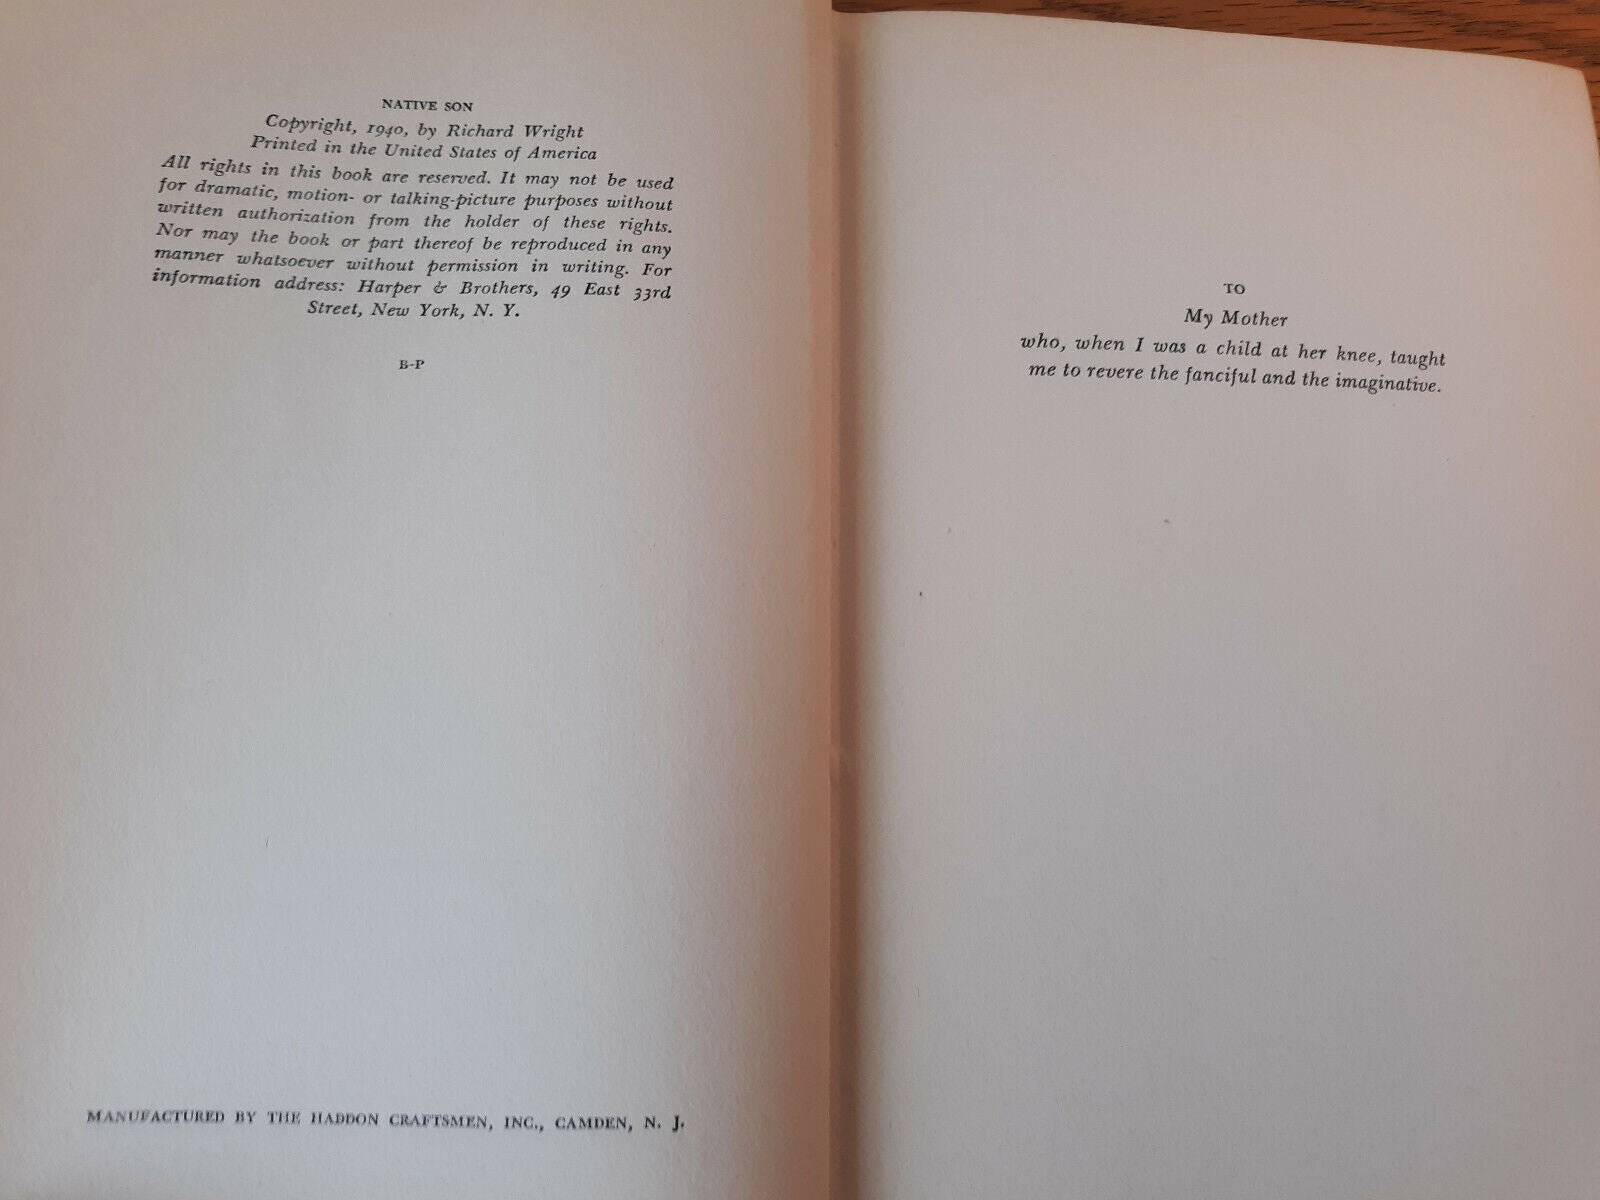 NATIVE SON
Copyright, 1940, by Richard Wright
Printed in the United States of America
All rights in this book are reserved. It may not be used
for dramatic, motion- or talking-picture purposes without
written authorization from the holder of these rights.
Nor may the book or part thereof be reproduced in any
manner whatsoever without permission in writing. For
information address: Harper & Brothers, 49 East 33rd
Street, New York, N. Y.
B-P
MANUFACTURED BY THE HADDON CRAFTSMEN, INC., CAMDEN, N. J.
TO
My Mother
who, when I was a child at her knee, taught
me to revere the fanciful and the imaginative.